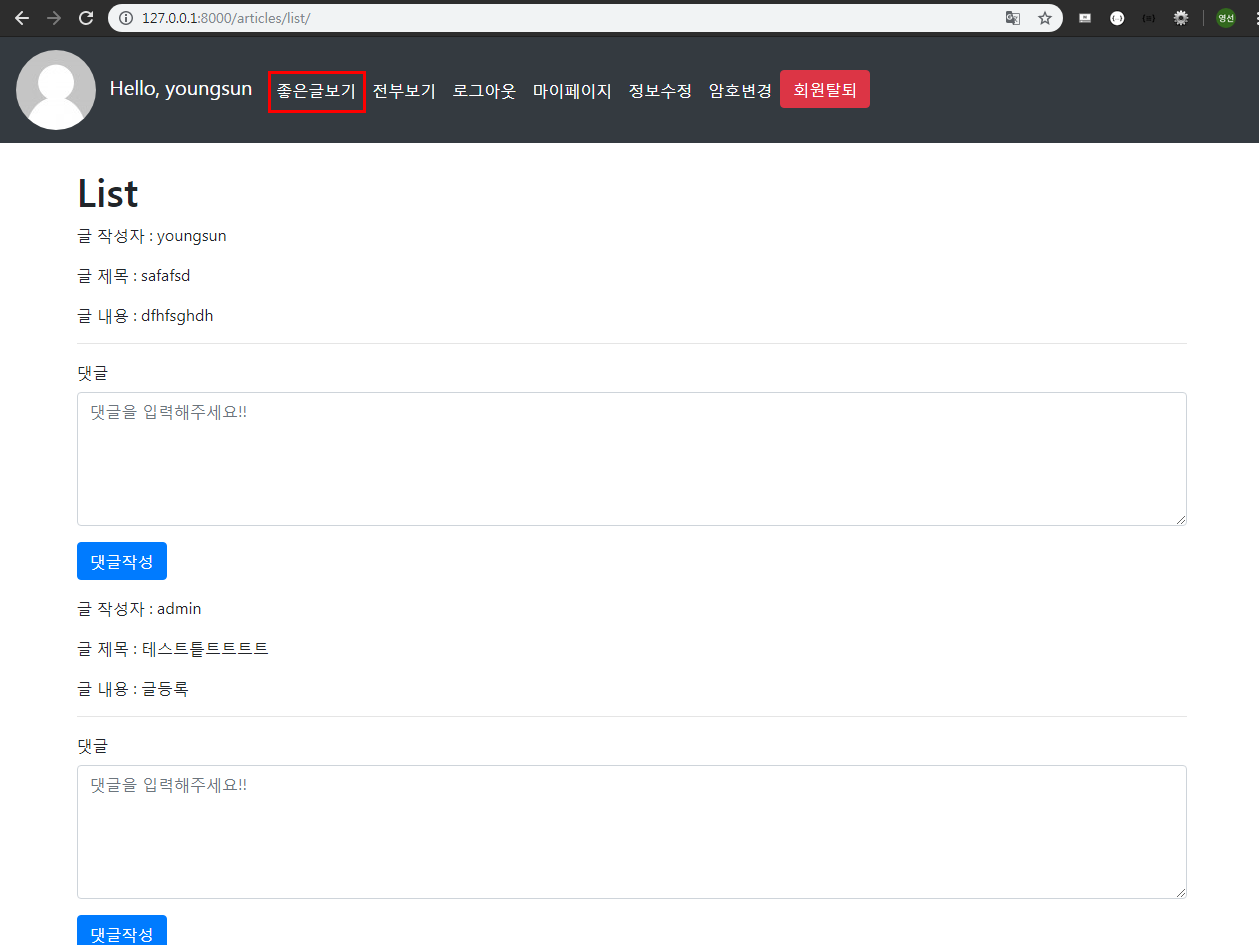 127.0.0.1:8000/articles/list/
영선
Hello, youngsun 좋은글보기 전부보기 로그아웃 마이페이지 정보수정 암호변경 회원탈퇴
List
글 작성자 : youngsun
글 제목 : safafsd
글 내용 : dfhfsghdh
댓글
댓글을 입력해주세요!!
댓글작성
글 작성자 : admin
글 제목 : 테스트틑트트트트
글 내용 : 글등록
댓글
댓글을 입력해주세요!!
댓글작성